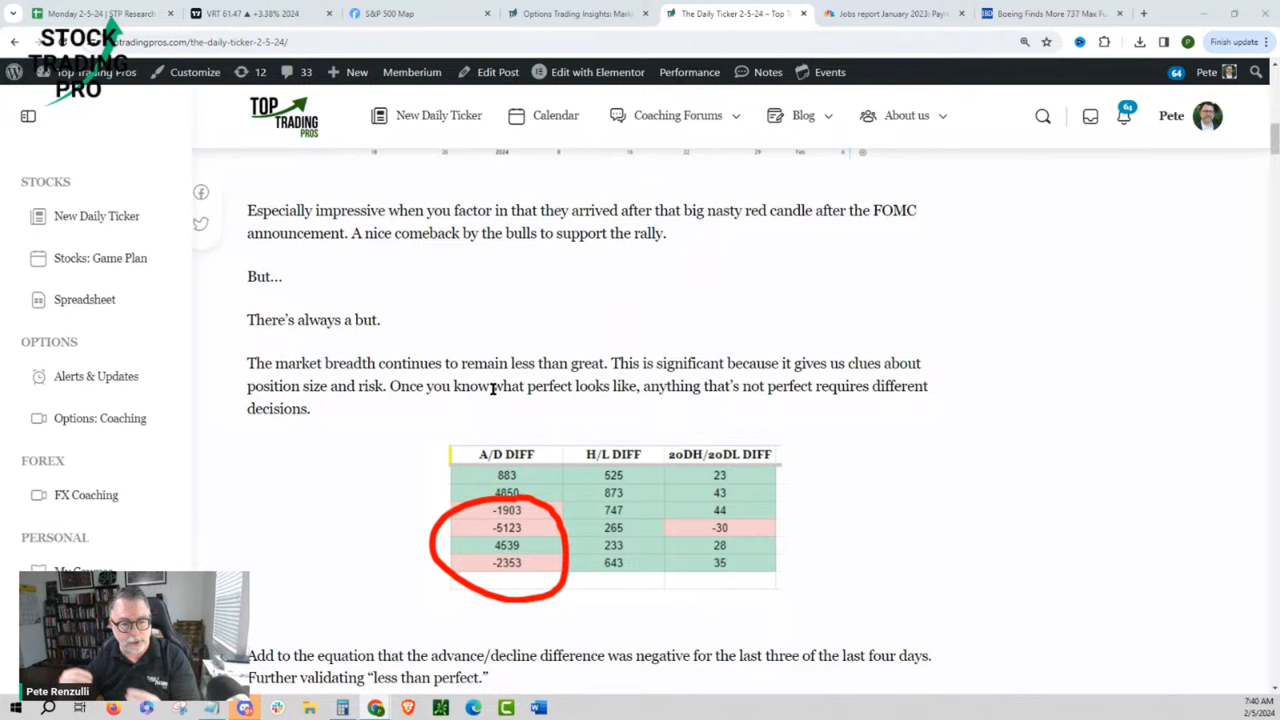 STP Research
VRT 61.47 ▲ +3.38% 2024
S&P 500 Map
Options Trading Insights: Mark
The Daily Ticker 2-5-24 – Top T
Jobs report January 2023: Payro
Boeing Finds More 737 Max Fu
tradingpros.com/the-daily-ticker-2-5-24/
Finish update
STOCK
TRADING
PRO
Top Trading Pros
Customize
12
33
New
Memberium
Edit Post
Edit with Elementor
Performance
Notes
Events
64
Pete
TOP
TRADING
PROS
New Daily Ticker
Calendar
Coaching Forums
Blog
About us
64
Pete
18 2024 8 16 22 29 Feb
STOCKS
New Daily Ticker
Stocks: Game Plan
Spreadsheet
OPTIONS
Alerts & Updates
Options: Coaching
FOREX
FX Coaching
PERSONAL
Especially impressive when you factor in that they arrived after that big nasty red candle after the FOMC
announcement. A nice comeback by the bulls to support the rally.
But…
There's always a but.
The market breadth continues to remain less than great. This is significant because it gives us clues about
position size and risk. Once you know what perfect looks like, anything that's not perfect requires different
decisions.
A/D DIFF H/L DIFF 20DH/20DL DIFF
883 525 23
4850 873 43
-1903 747 44
-5123 265 -30
4539 233 28
-2353 643 35
Add to the equation that the advance/decline difference was negative for the last three of the last four days.
Further validating "less than perfect."
Pete Renzulli
7:40 AM
2/5/2024